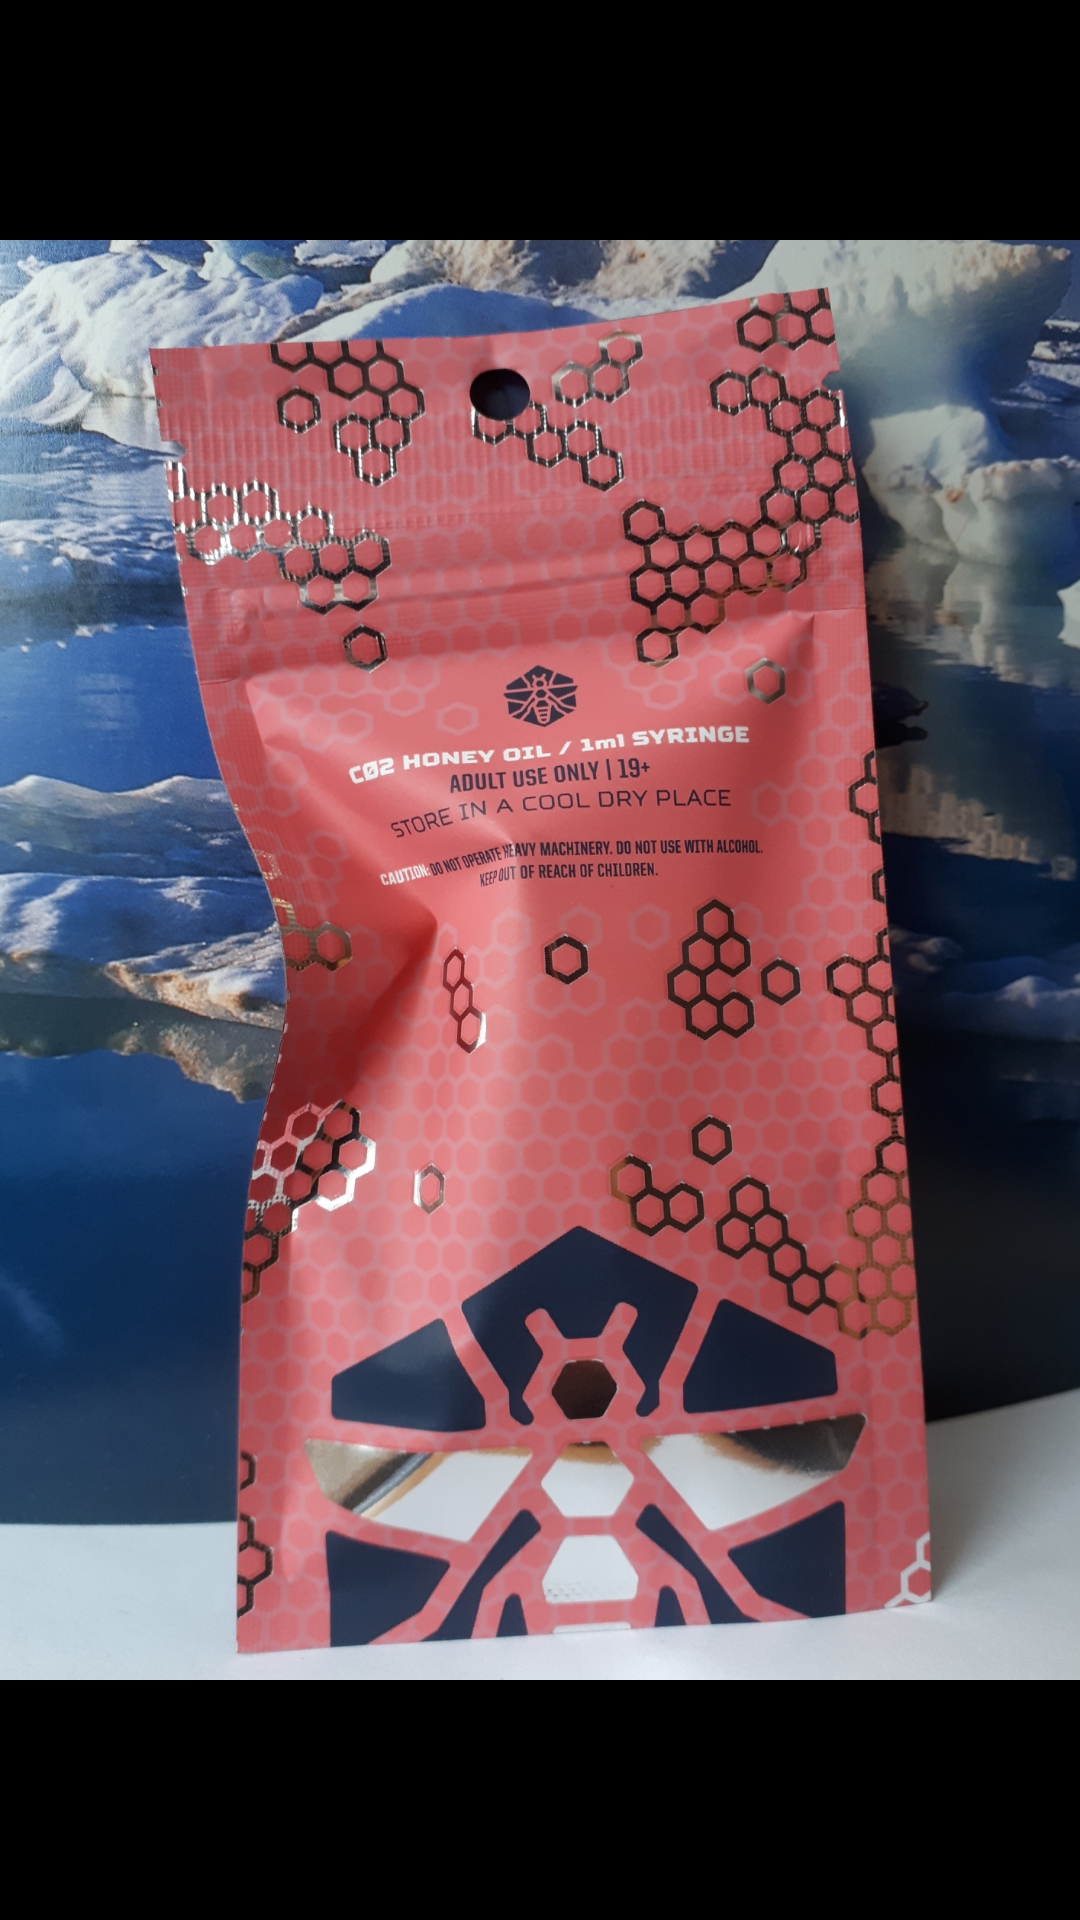 CØ2 HONEY OIL / 1ml SYRINGE
ADULT USE ONLY | 19+
STORE IN A COOL DRY PLACE
CAUTION: DO NOT OPERATE HEAVY MACHINERY. DO NOT USE WITH ALCOHOL.
KEEP OUT OF REACH OF CHILDREN.